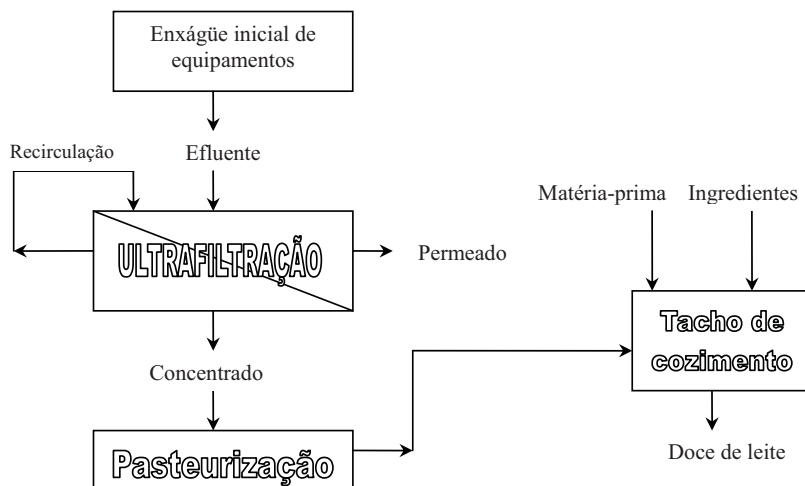 Enxágüe inicial de
equipamentos
Recirculação
Efluente
Matéria-prima
Ingredientes
ULTRAFILTRAÇÃO
Permeado
Tacho de
cozimento
Concentrado
Doce de leite
Pasteurização